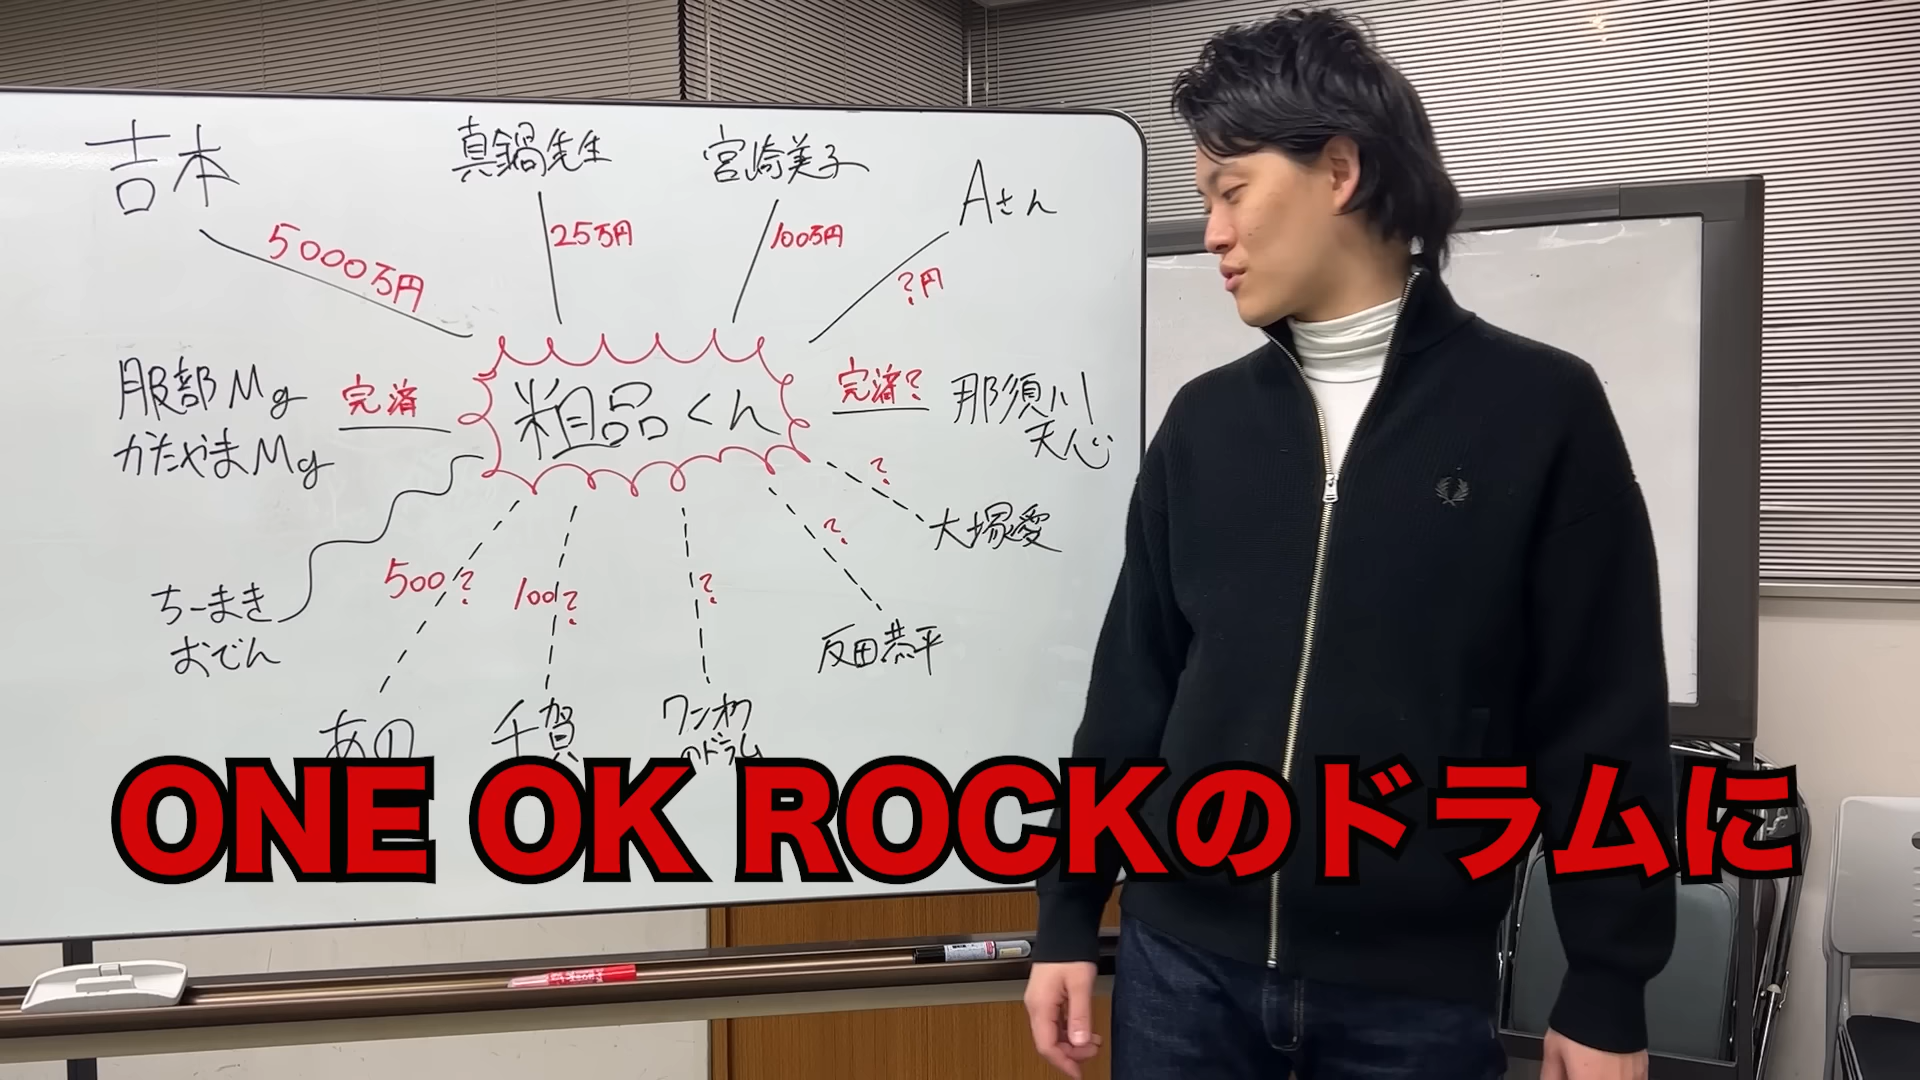 吉本
真鍋先生
宮崎美子
Aさん
5000万円
25万円
100万円
?円
服部Mg
かたやまMg
完済
粗品くん
完済?
那須川
天心
?
大塚愛
ちーまき
おでん
500?
100?
?
?
反田恭平
あの
千賀
ワンオク
のドラム
ONE OK ROCKのドラムに